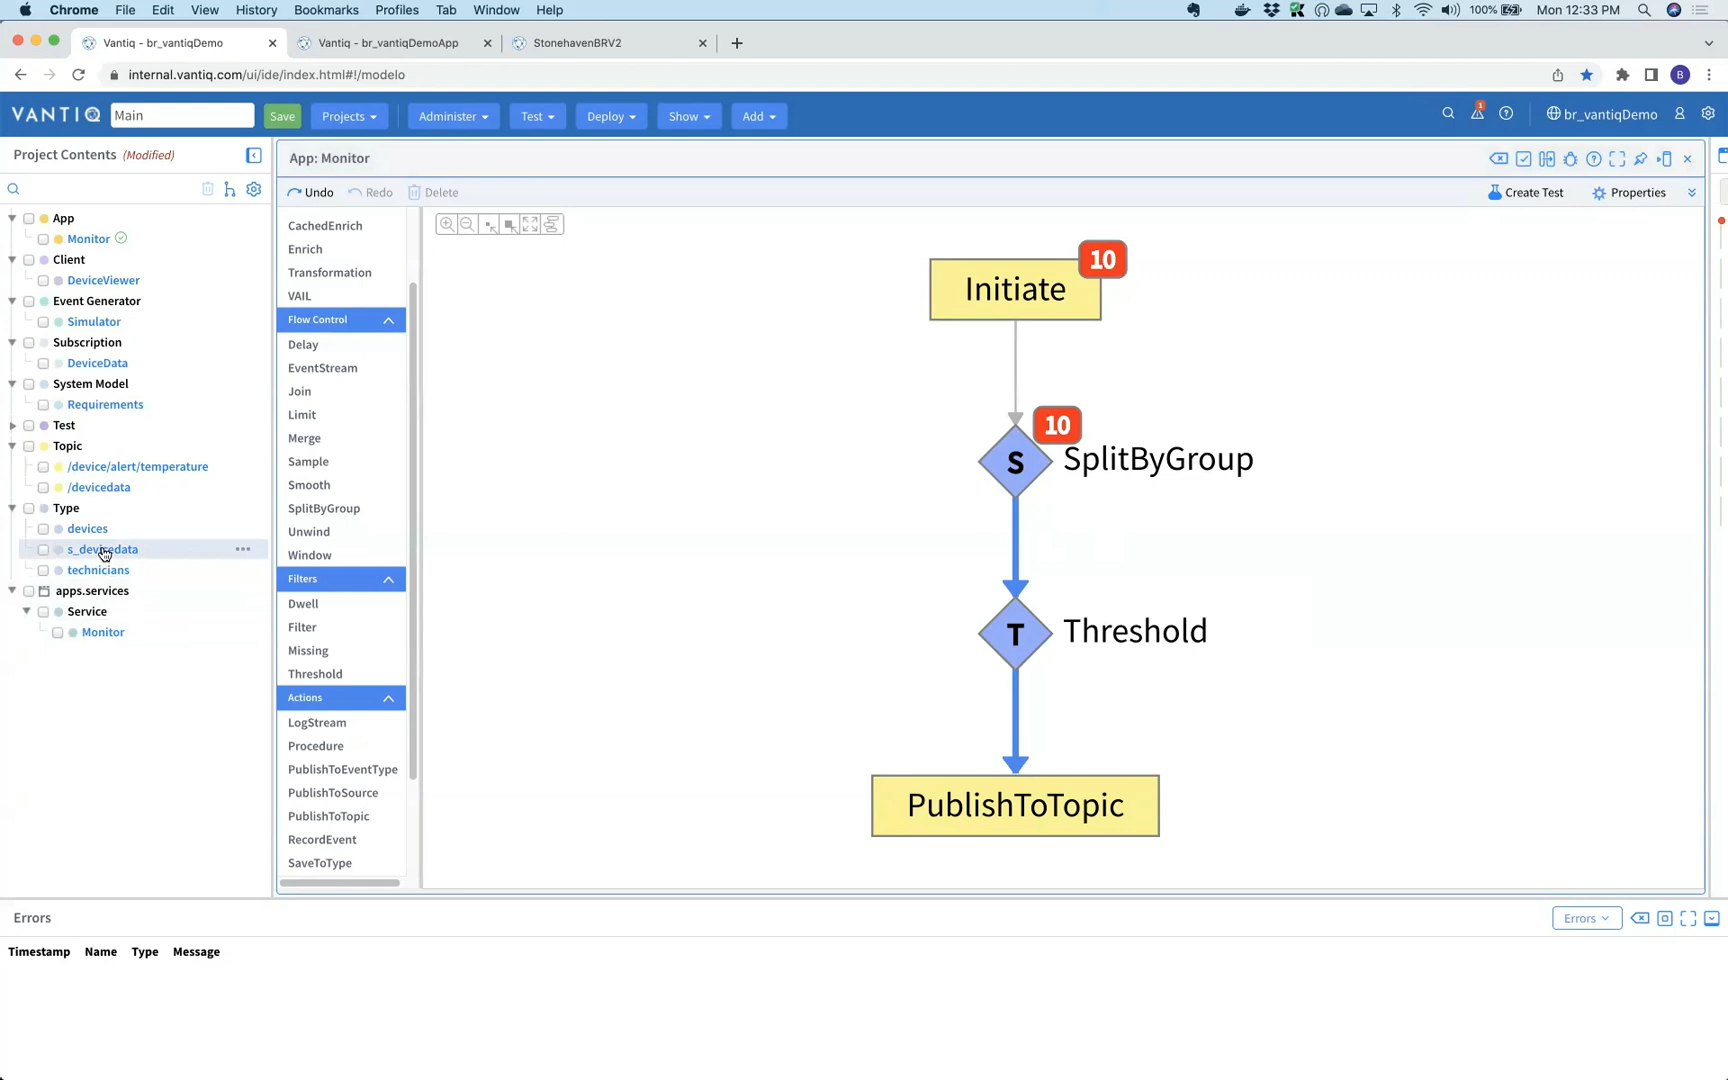 Chrome File Edit View History Bookmarks Profiles Tab Window Help 100% Mon 12:33 PM
Vantiq - br_vantiqDemo Vantiq - br_vantiqDemoApp StonehavenBRV2
internal.vantiq.com/ui/ide/index.html#!/modelo B
VANTIQ Main Save Projects Administer Test Deploy Show Add 1 br_vantiqDemo
Project Contents (Modified)
App: Monitor
Undo Redo Delete Create Test Properties
App
Monitor
Client
DeviceViewer
Event Generator
Simulator
Subscription
DeviceData
System Model
Requirements
Test
Topic
/device/alert/temperature
/devicedata
Type
devices
s_devicedata
technicians
apps.services
Service
Monitor
CachedEnrich
Enrich
Transformation
VAIL
Flow Control
Delay
EventStream
Join
Limit
Merge
Sample
Smooth
SplitByGroup
Unwind
Window
Filters
Dwell
Filter
Missing
Threshold
Actions
LogStream
Procedure
PublishToEventType
PublishToSource
PublishToTopic
RecordEvent
SaveToType
10
Initiate
10
S SplitByGroup
T Threshold
PublishToTopic
Errors Errors
Timestamp Name Type Message